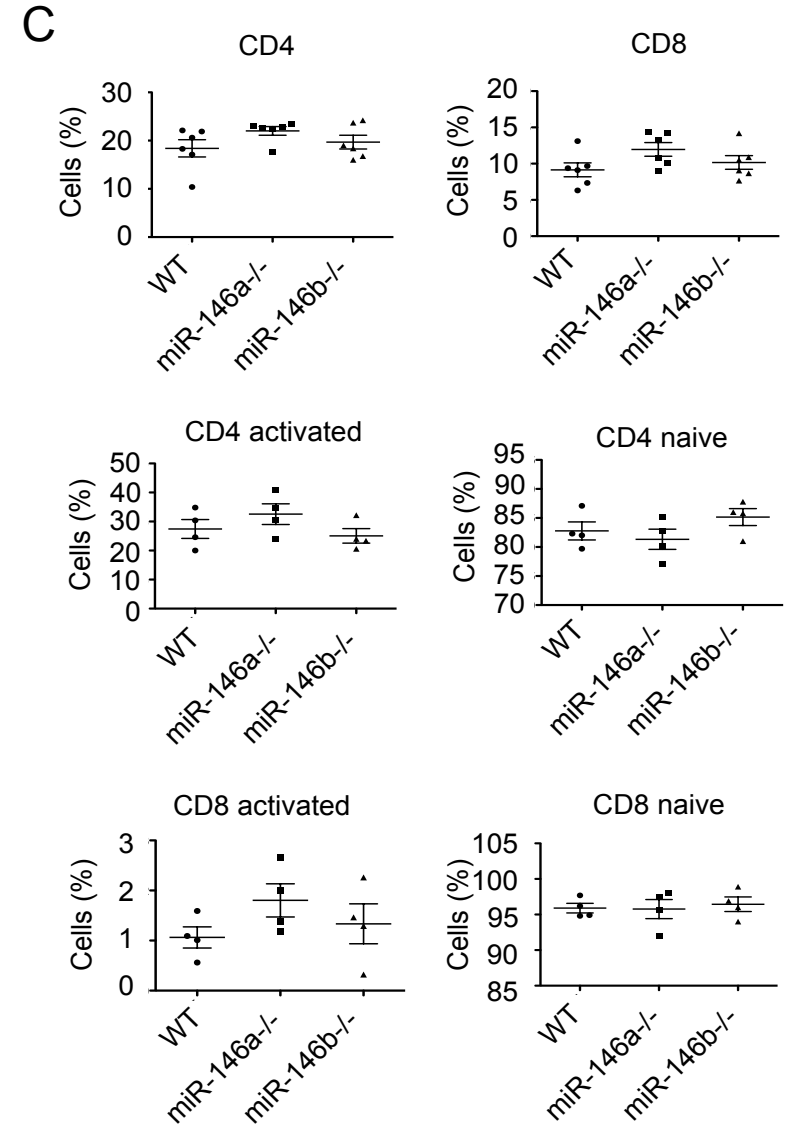 C
CD4
Cells (%)
30
20
10
0
WT
miR-146a-/-
miR-146b-/-
CD8
Cells (%)
20
15
10
5
0
WT
miR-146a-/-
miR-146b-/-
CD4 activated
Cells (%)
50
40
30
20
10
0
WT
miR-146a-/-
miR-146b-/-
CD4 naive
Cells (%)
95
90
85
80
75
70
WT
miR-146a-/-
miR-146b-/-
CD8 activated
Cells (%)
3
2
1
0
WT
miR-146a-/-
miR-146b-/-
CD8 naive
Cells (%)
105
100
95
90
85
WT
miR-146a-/-
miR-146b-/-